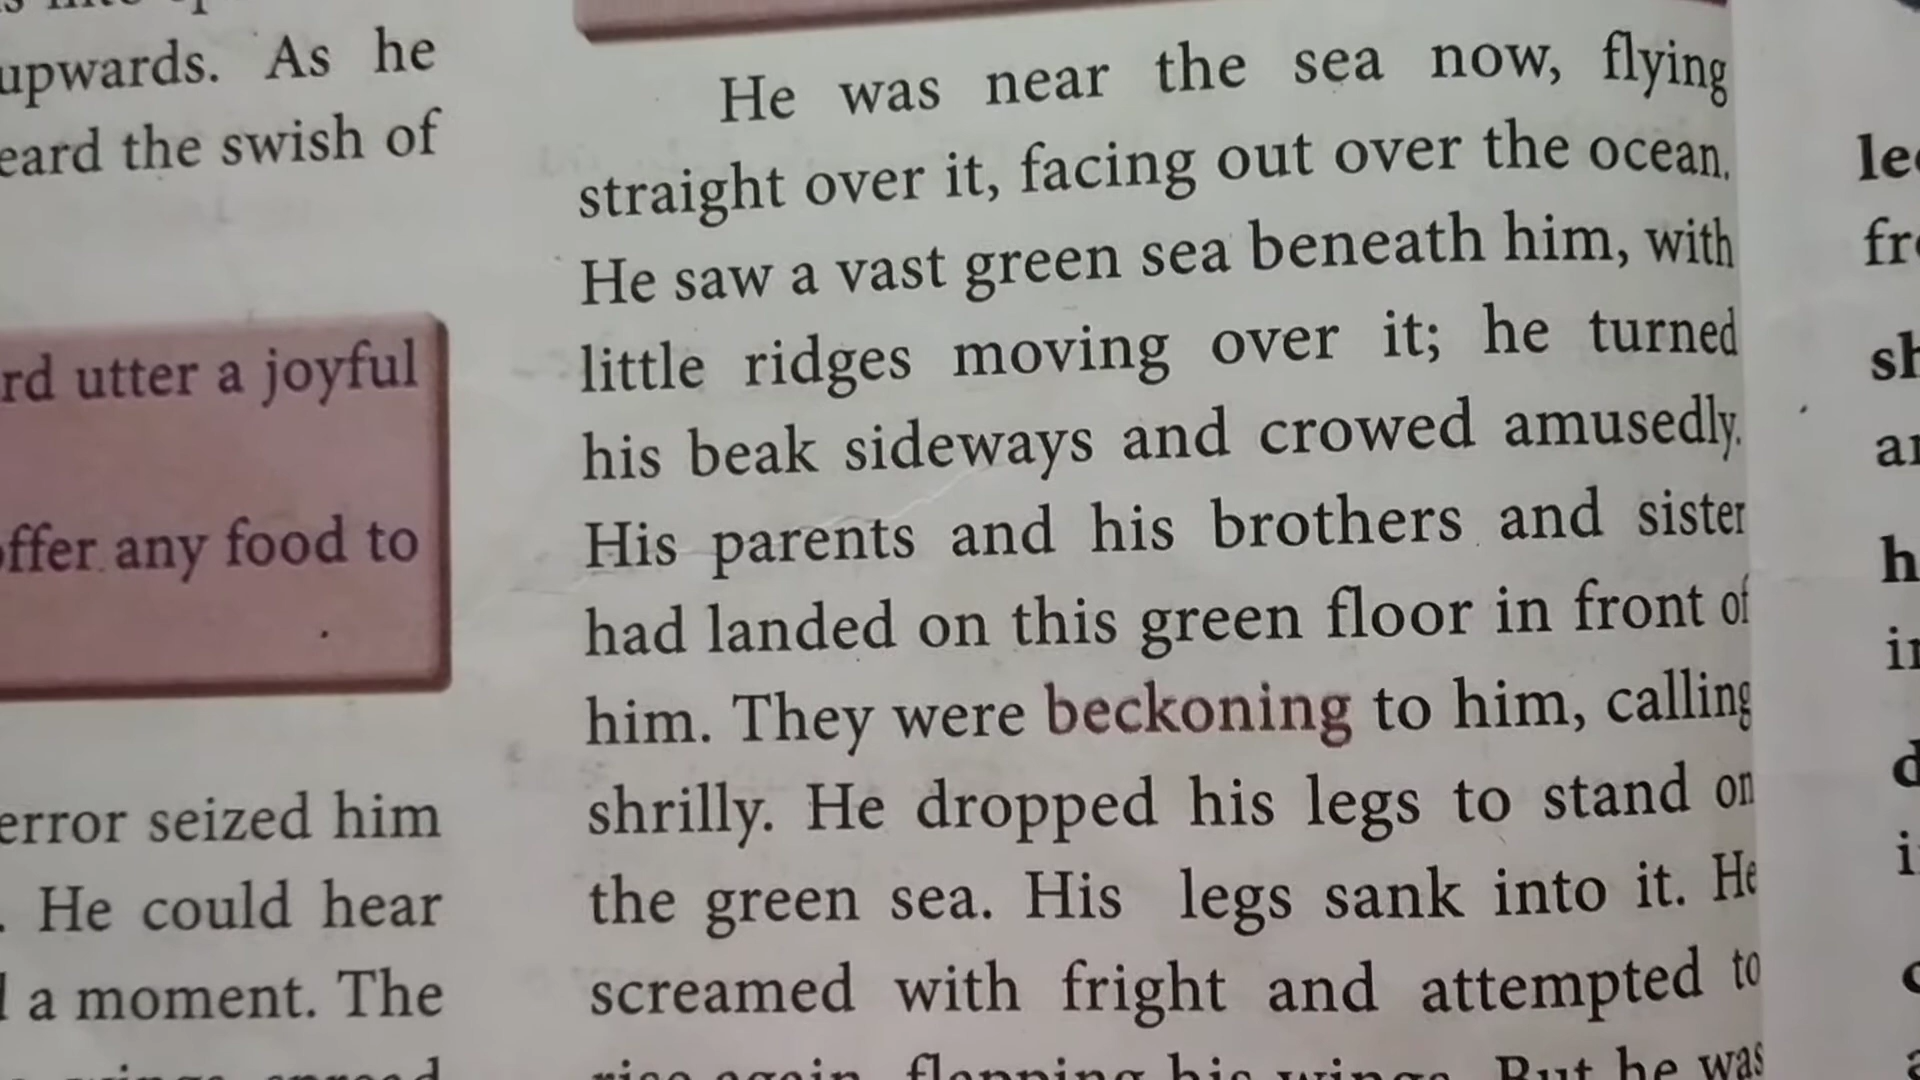 upwards. As he
the swish of
utter a joyful
any food to
seized him
He could hear
a moment. The
He was near the sea now, flying
straight over it, facing out over the ocean.
He saw a vast green sea beneath him, with
little ridges moving over it; he turned
his beak sideways and crowed amusedly.
His parents and his brothers and sister
had landed on this green floor in front of
him. They were beckoning to him, calling
shrilly. He dropped his legs to stand on
the green sea. His legs sank into it. He
screamed with fright and attempted to
rise again, flapping his wings. But he was